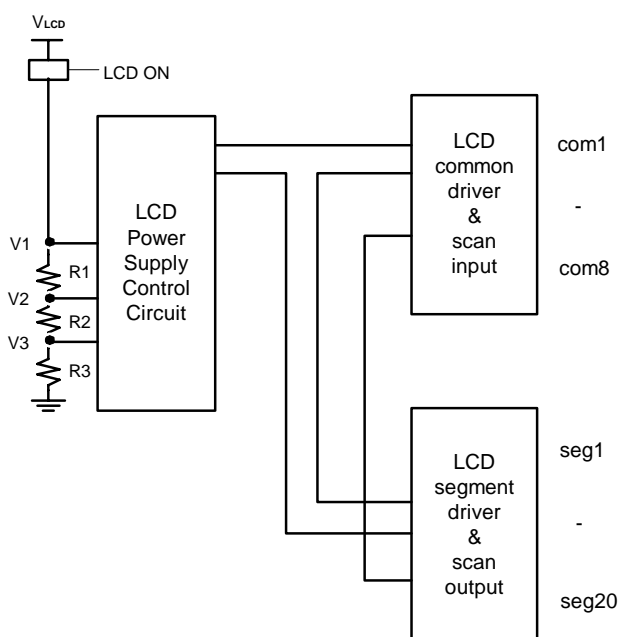 VLCD
LCD ON
V1
R1
V2
R2
V3
R3
LCD
Power
Supply
Control
Circuit
LCD
common
driver
&
scan
input
com1
-
com8
LCD
segment
driver
&
scan
output
seg1
-
seg20